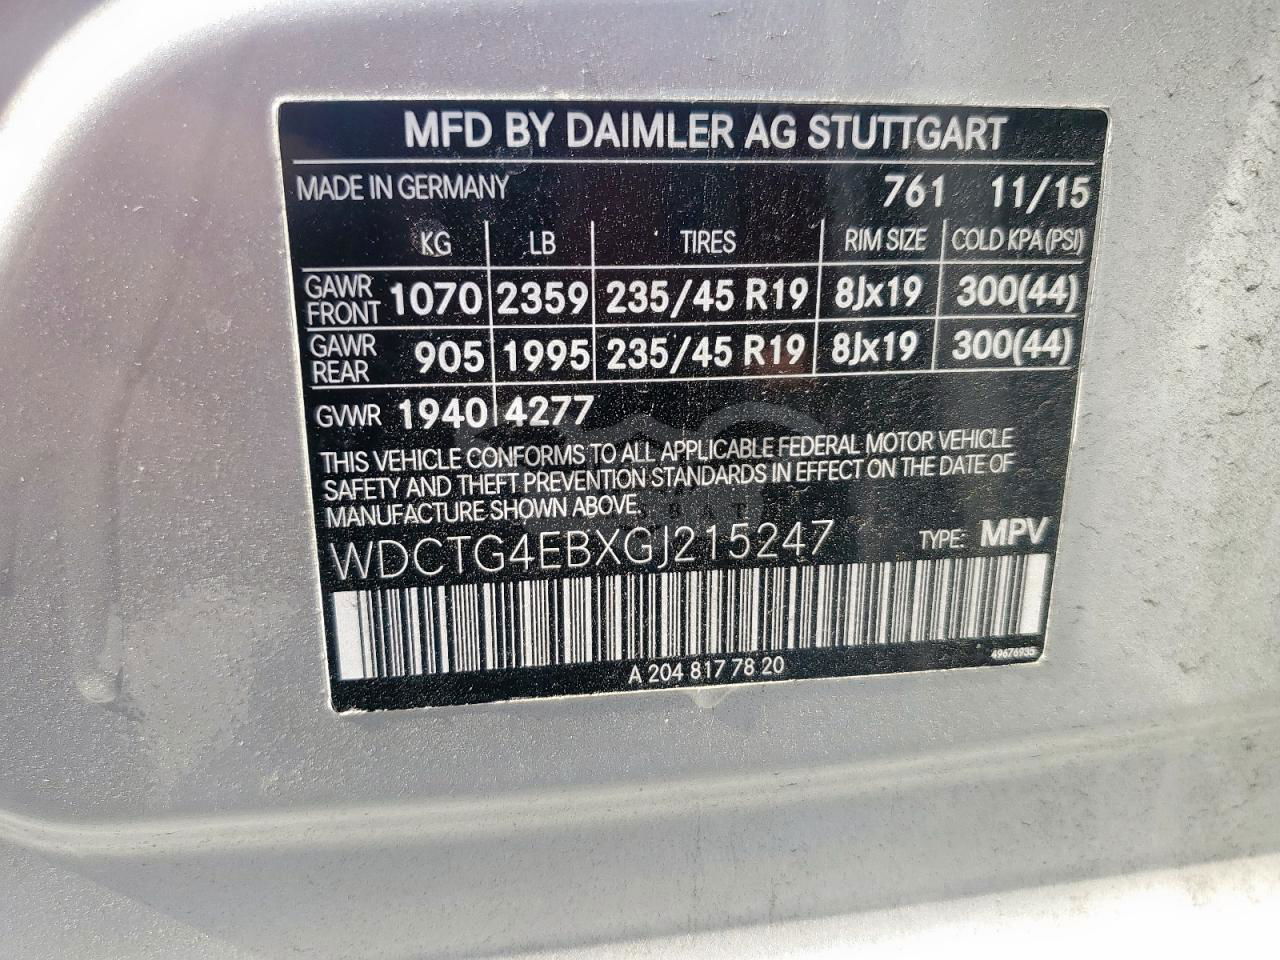 MFD BY DAIMLER AG STUTTGART
MADE IN GERMANY 761 11/15
KG LB TIRES RIM SIZE COLD KPA (PSI)
GAWR FRONT 1070 2359 235/45 R19 8Jx19 300(44)
GAWR REAR 905 1995 235/45 R19 8Jx19 300(44)
GVWR 1940 4277
THIS VEHICLE CONFORMS TO ALL APPLICABLE FEDERAL MOTOR VEHICLE
SAFETY AND THEFT PREVENTION STANDARDS IN EFFECT ON THE DATE OF
MANUFACTURE SHOWN ABOVE.
WDCTG4EBXGJ215247 TYPE: MPV
A 204 817 78 20 49676935